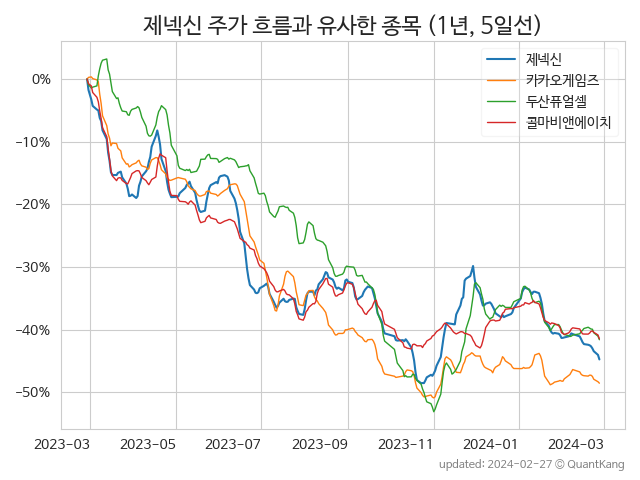 제넥신 주가 흐름과 유사한 종목 (1년, 5일선)
제넥신
카카오게임즈
두산퓨얼셀
콜마비앤에이치
0%
−10%
−20%
−30%
−40%
−50%
2023-03 2023-05 2023-07 2023-09 2023-11 2024-01 2024-03
updated: 2024-02-27 © QuantKang